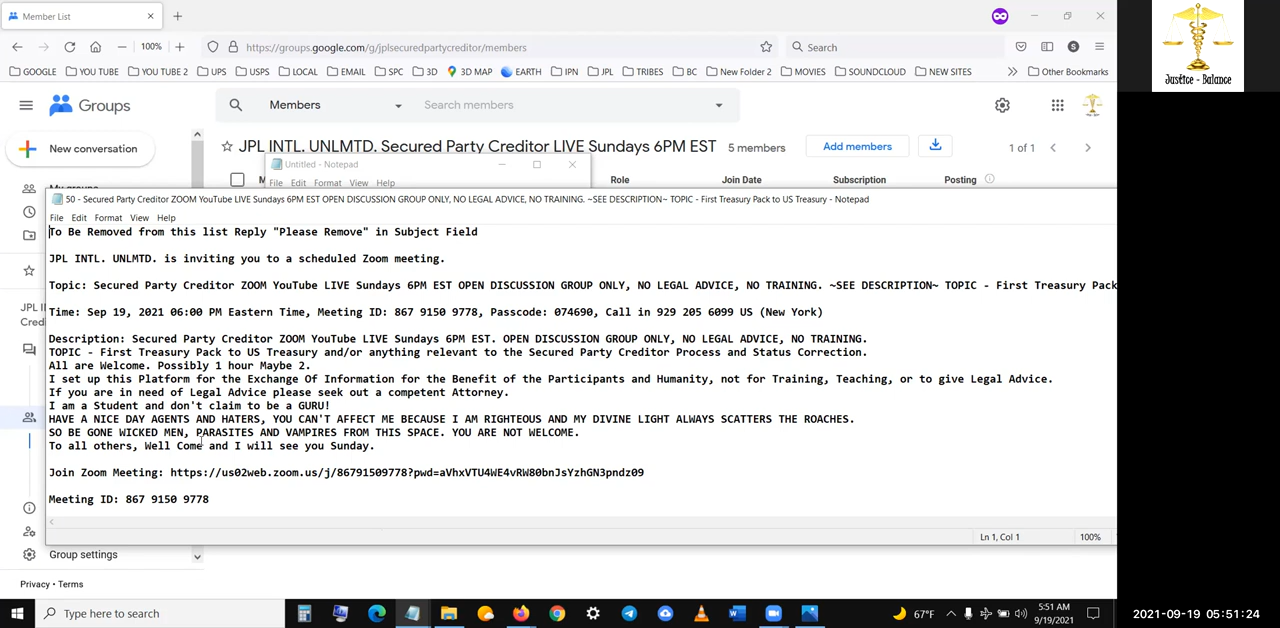 Member List
100%
https://groups.google.com/g/jplsecuredpartycreditor/members
Search
GOOGLE YOU TUBE YOU TUBE 2 UPS USPS LOCAL EMAIL SPC 3D 3D MAP EARTH IPN JPL TRIBES BC New Folder 2 MOVIES SOUNDCLOUD NEW SITES Other Bookmarks
Groups
Members
Search members
Justice - Balance
New conversation
JPL INTL. UNLMTD. Secured Party Creditor LIVE Sundays 6PM EST
5 members
Add members
1 of 1
Untitled - Notepad
File Edit Format View Help
Role Join Date Subscription Posting
50 - Secured Party Creditor ZOOM YouTube LIVE Sundays 6PM EST OPEN DISCUSSION GROUP ONLY, NO LEGAL ADVICE, NO TRAINING. ~SEE DESCRIPTION~ TOPIC - First Treasury Pack to US Treasury - Notepad
File Edit Format View Help
To Be Removed from this list Reply "Please Remove" in Subject Field
JPL INTL. UNLMTD. is inviting you to a scheduled Zoom meeting.
Topic: Secured Party Creditor ZOOM YouTube LIVE Sundays 6PM EST OPEN DISCUSSION GROUP ONLY, NO LEGAL ADVICE, NO TRAINING. ~SEE DESCRIPTION~ TOPIC - First Treasury Pack
Time: Sep 19, 2021 06:00 PM Eastern Time, Meeting ID: 867 9150 9778, Passcode: 074690, Call in 929 205 6099 US (New York)
Description: Secured Party Creditor ZOOM YouTube LIVE Sundays 6PM EST. OPEN DISCUSSION GROUP ONLY, NO LEGAL ADVICE, NO TRAINING.
TOPIC - First Treasury Pack to US Treasury and/or anything relevant to the Secured Party Creditor Process and Status Correction.
All are Welcome. Possibly 1 hour Maybe 2.
I set up this Platform for the Exchange Of Information for the Benefit of the Participants and Humanity, not for Training, Teaching, or to give Legal Advice.
If you are in need of Legal Advice please seek out a competent Attorney.
I am a Student and don't claim to be a GURU!
HAVE A NICE DAY AGENTS AND HATERS, YOU CAN'T AFFECT ME BECAUSE I AM RIGHTEOUS AND MY DIVINE LIGHT ALWAYS SCATTERS THE ROACHES.
SO BE GONE WICKED MEN, PARASITES AND VAMPIRES FROM THIS SPACE. YOU ARE NOT WELCOME.
To all others, Well Come and I will see you Sunday.
Join Zoom Meeting: https://us02web.zoom.us/j/86791509778?pwd=aVhxVTU4WE4vRW80bnJsYzhGN3pndz09
Meeting ID: 867 9150 9778
JPL I
Credi
Ln 1, Col 1
100%
Group settings
Privacy • Terms
Type here to search
67°F
5:51 AM
9/19/2021
2021-09-19 05:51:24